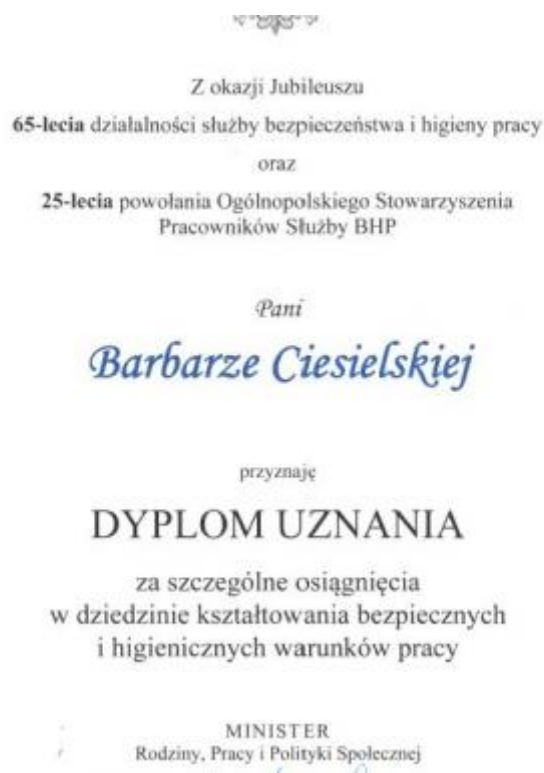 Z okazji Jubileuszu
65-lecia działalności służby bezpieczeństwa i higieny pracy
oraz
25-lecia powołania Ogólnopolskiego Stowarzyszenia
Pracowników Służby BHP
Pani
Barbarze Ciesielskiej
przyznaję
DYPLOM UZNANIA
za szczególne osiągnięcia
w dziedzinie kształtowania bezpiecznych
i higienicznych warunków pracy
MINISTER
Rodziny, Pracy i Polityki Społecznej